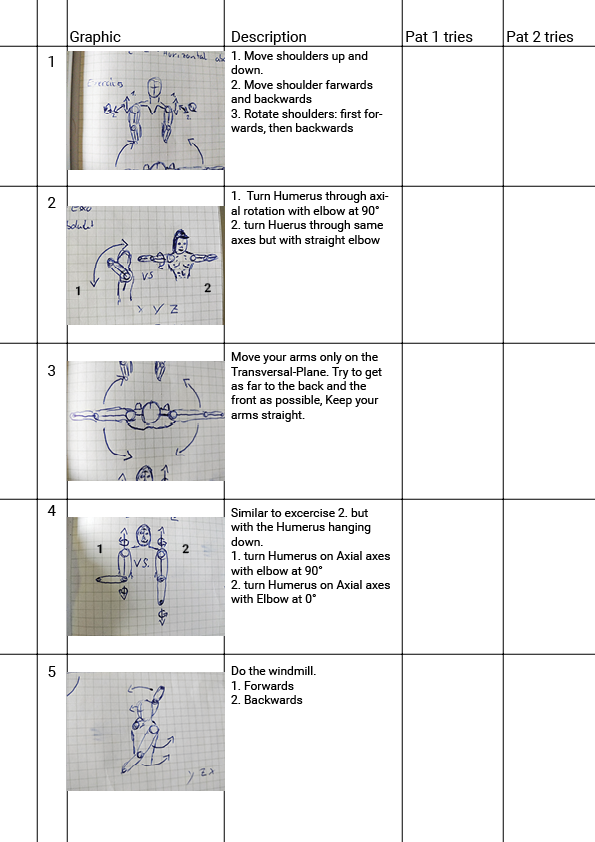 Graphic Description Pat 1 tries Pat 2 tries
1
Horizontal
Exercises
1. Move shoulders up and
down.
2. Move shoulder farwards
and backwards
3. Rotate shoulders: first for-
wards, then backwards
2
1. Turn Humerus through axi-
al rotation with elbow at 90°
2. turn Huerus through same
axes but with straight elbow
1 VS 2
X Y Z
3
Move your arms only on the
Transversal-Plane. Try to get
as far to the back and the
front as possible, Keep your
arms straight.
4
Similar to excercise 2. but
with the Humerus hanging
down.
1. turn Humerus on Axial axes
with elbow at 90°
2. turn Humerus on Axial axes
with Elbow at 0°
1 VS. 2
5
Do the windmill.
1. Forwards
2. Backwards